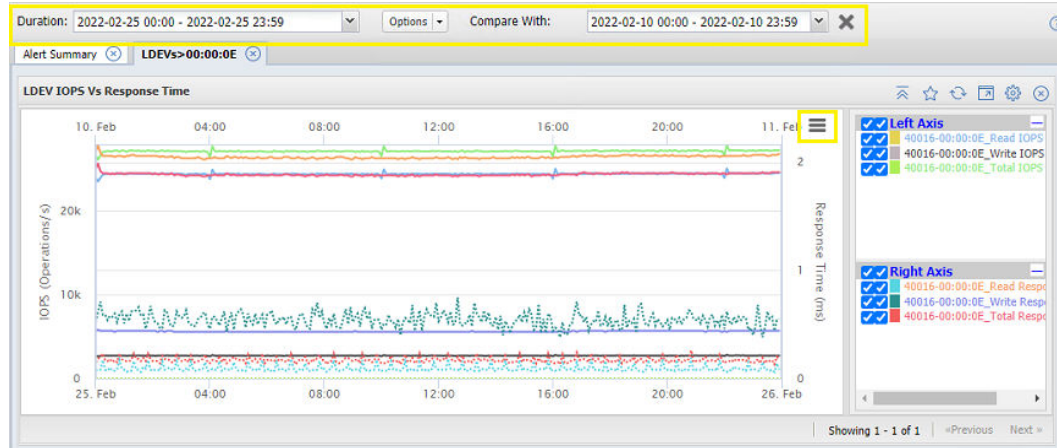 Duration: 2022-02-25 00:00 - 2022-02-25 23:59 Options Compare With: 2022-02-10 00:00 - 2022-02-10 23:59
Alert Summary LDEVs>00:00:0E
LDEV IOPS Vs Response Time
10. Feb 04:00 08:00 12:00 16:00 20:00 11. Feb
2
20k
1
10k
0 0
IOPS (Operations/s)
Response Time (ms)
25. Feb 04:00 08:00 12:00 16:00 20:00 26. Feb
Left Axis
40016-00:00:0E_Read IOPS
40016-00:00:0E_Write IOPS
40016-00:00:0E_Total IOPS
Right Axis
40016-00:00:0E_Read Respo
40016-00:00:0E_Write Respo
40016-00:00:0E_Total Respo
Showing 1 - 1 of 1 «Previous Next »